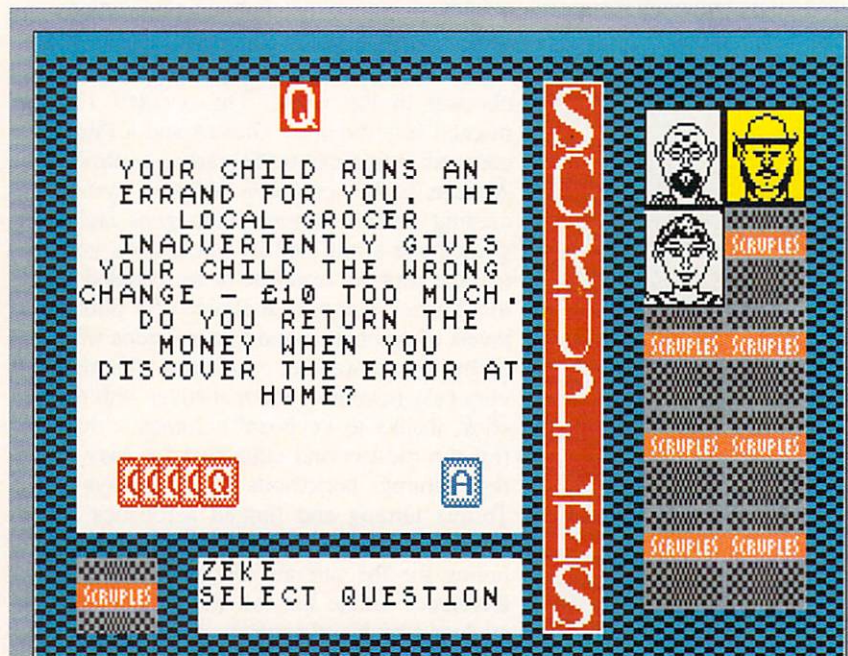 Q
YOUR CHILD RUNS AN
ERRAND FOR YOU. THE
LOCAL GROCER
INADVERTENTLY GIVES
YOUR CHILD THE WRONG
CHANGE - £10 TOO MUCH.
DO YOU RETURN THE
MONEY WHEN YOU
DISCOVER THE ERROR AT
HOME?
QQQQQ
A
SCRUPLES
SCRUPLES
SCRUPLES SCRUPLES
SCRUPLES SCRUPLES
SCRUPLES SCRUPLES
SCRUPLES
ZEKE
SELECT QUESTION